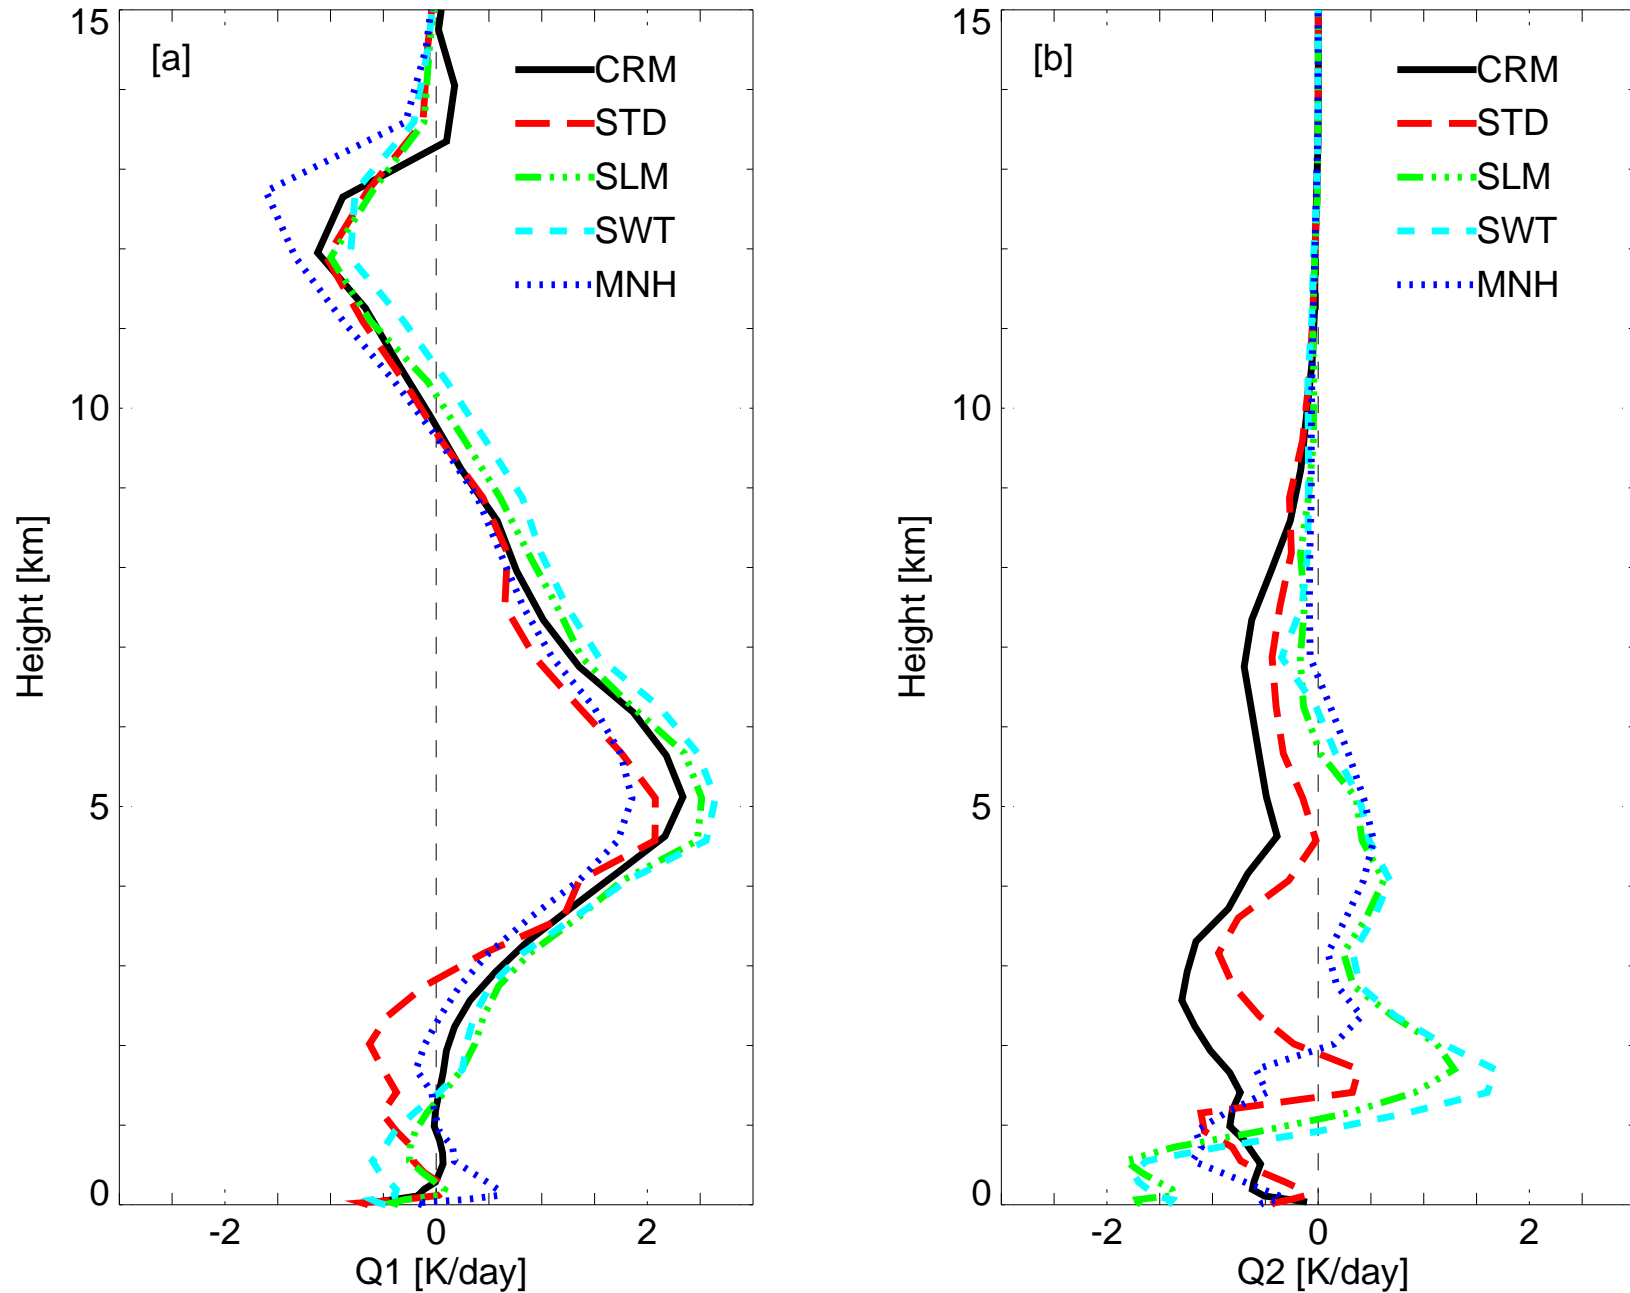 [a]
15
10
5
0
Height [km]
-2 0 2
Q1 [K/day]
CRM
STD
SLM
SWT
MNH
[b]
15
10
5
0
Height [km]
-2 0 2
Q2 [K/day]
CRM
STD
SLM
SWT
MNH